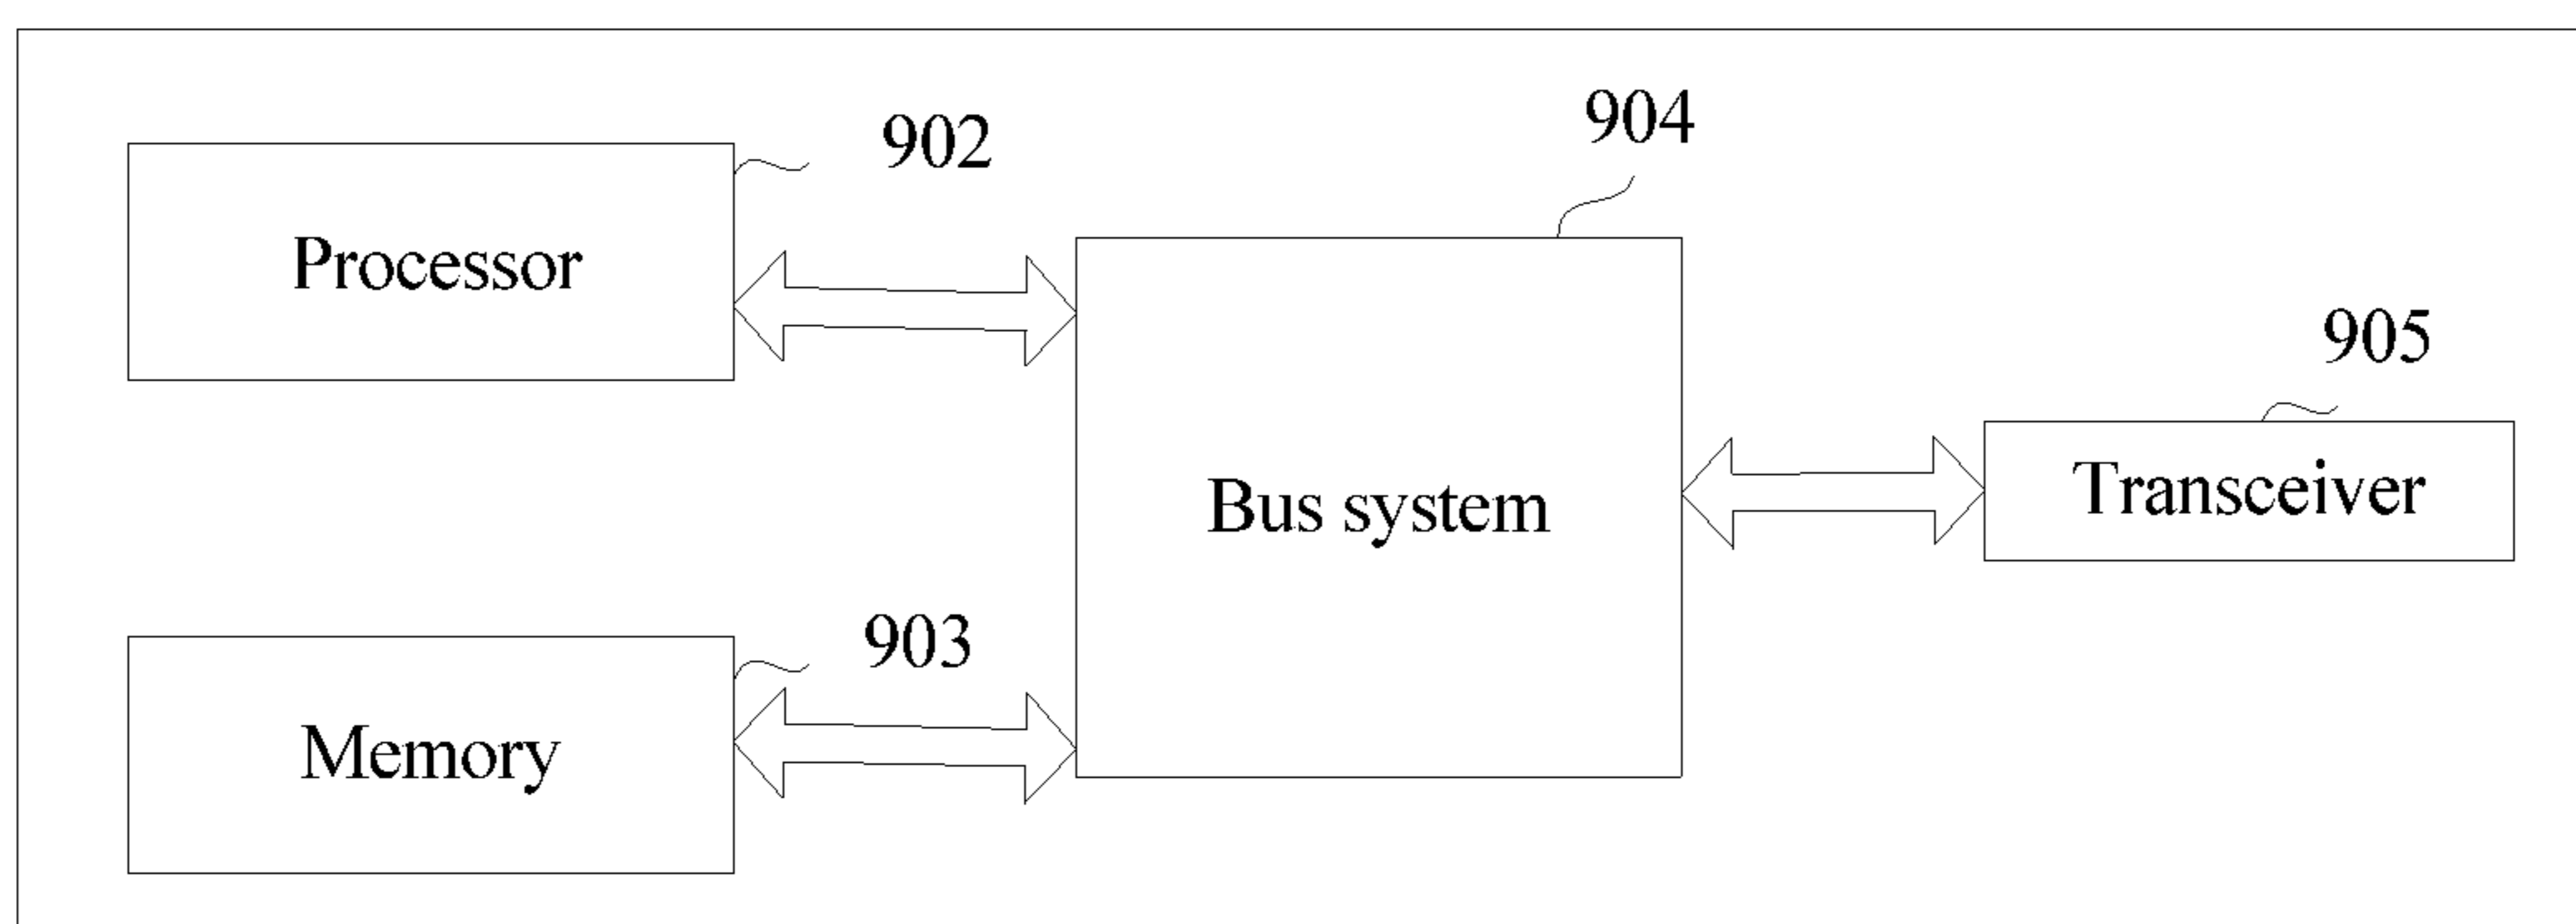 902
904
Processor
905
Transceiver
Bus system
903
Memory